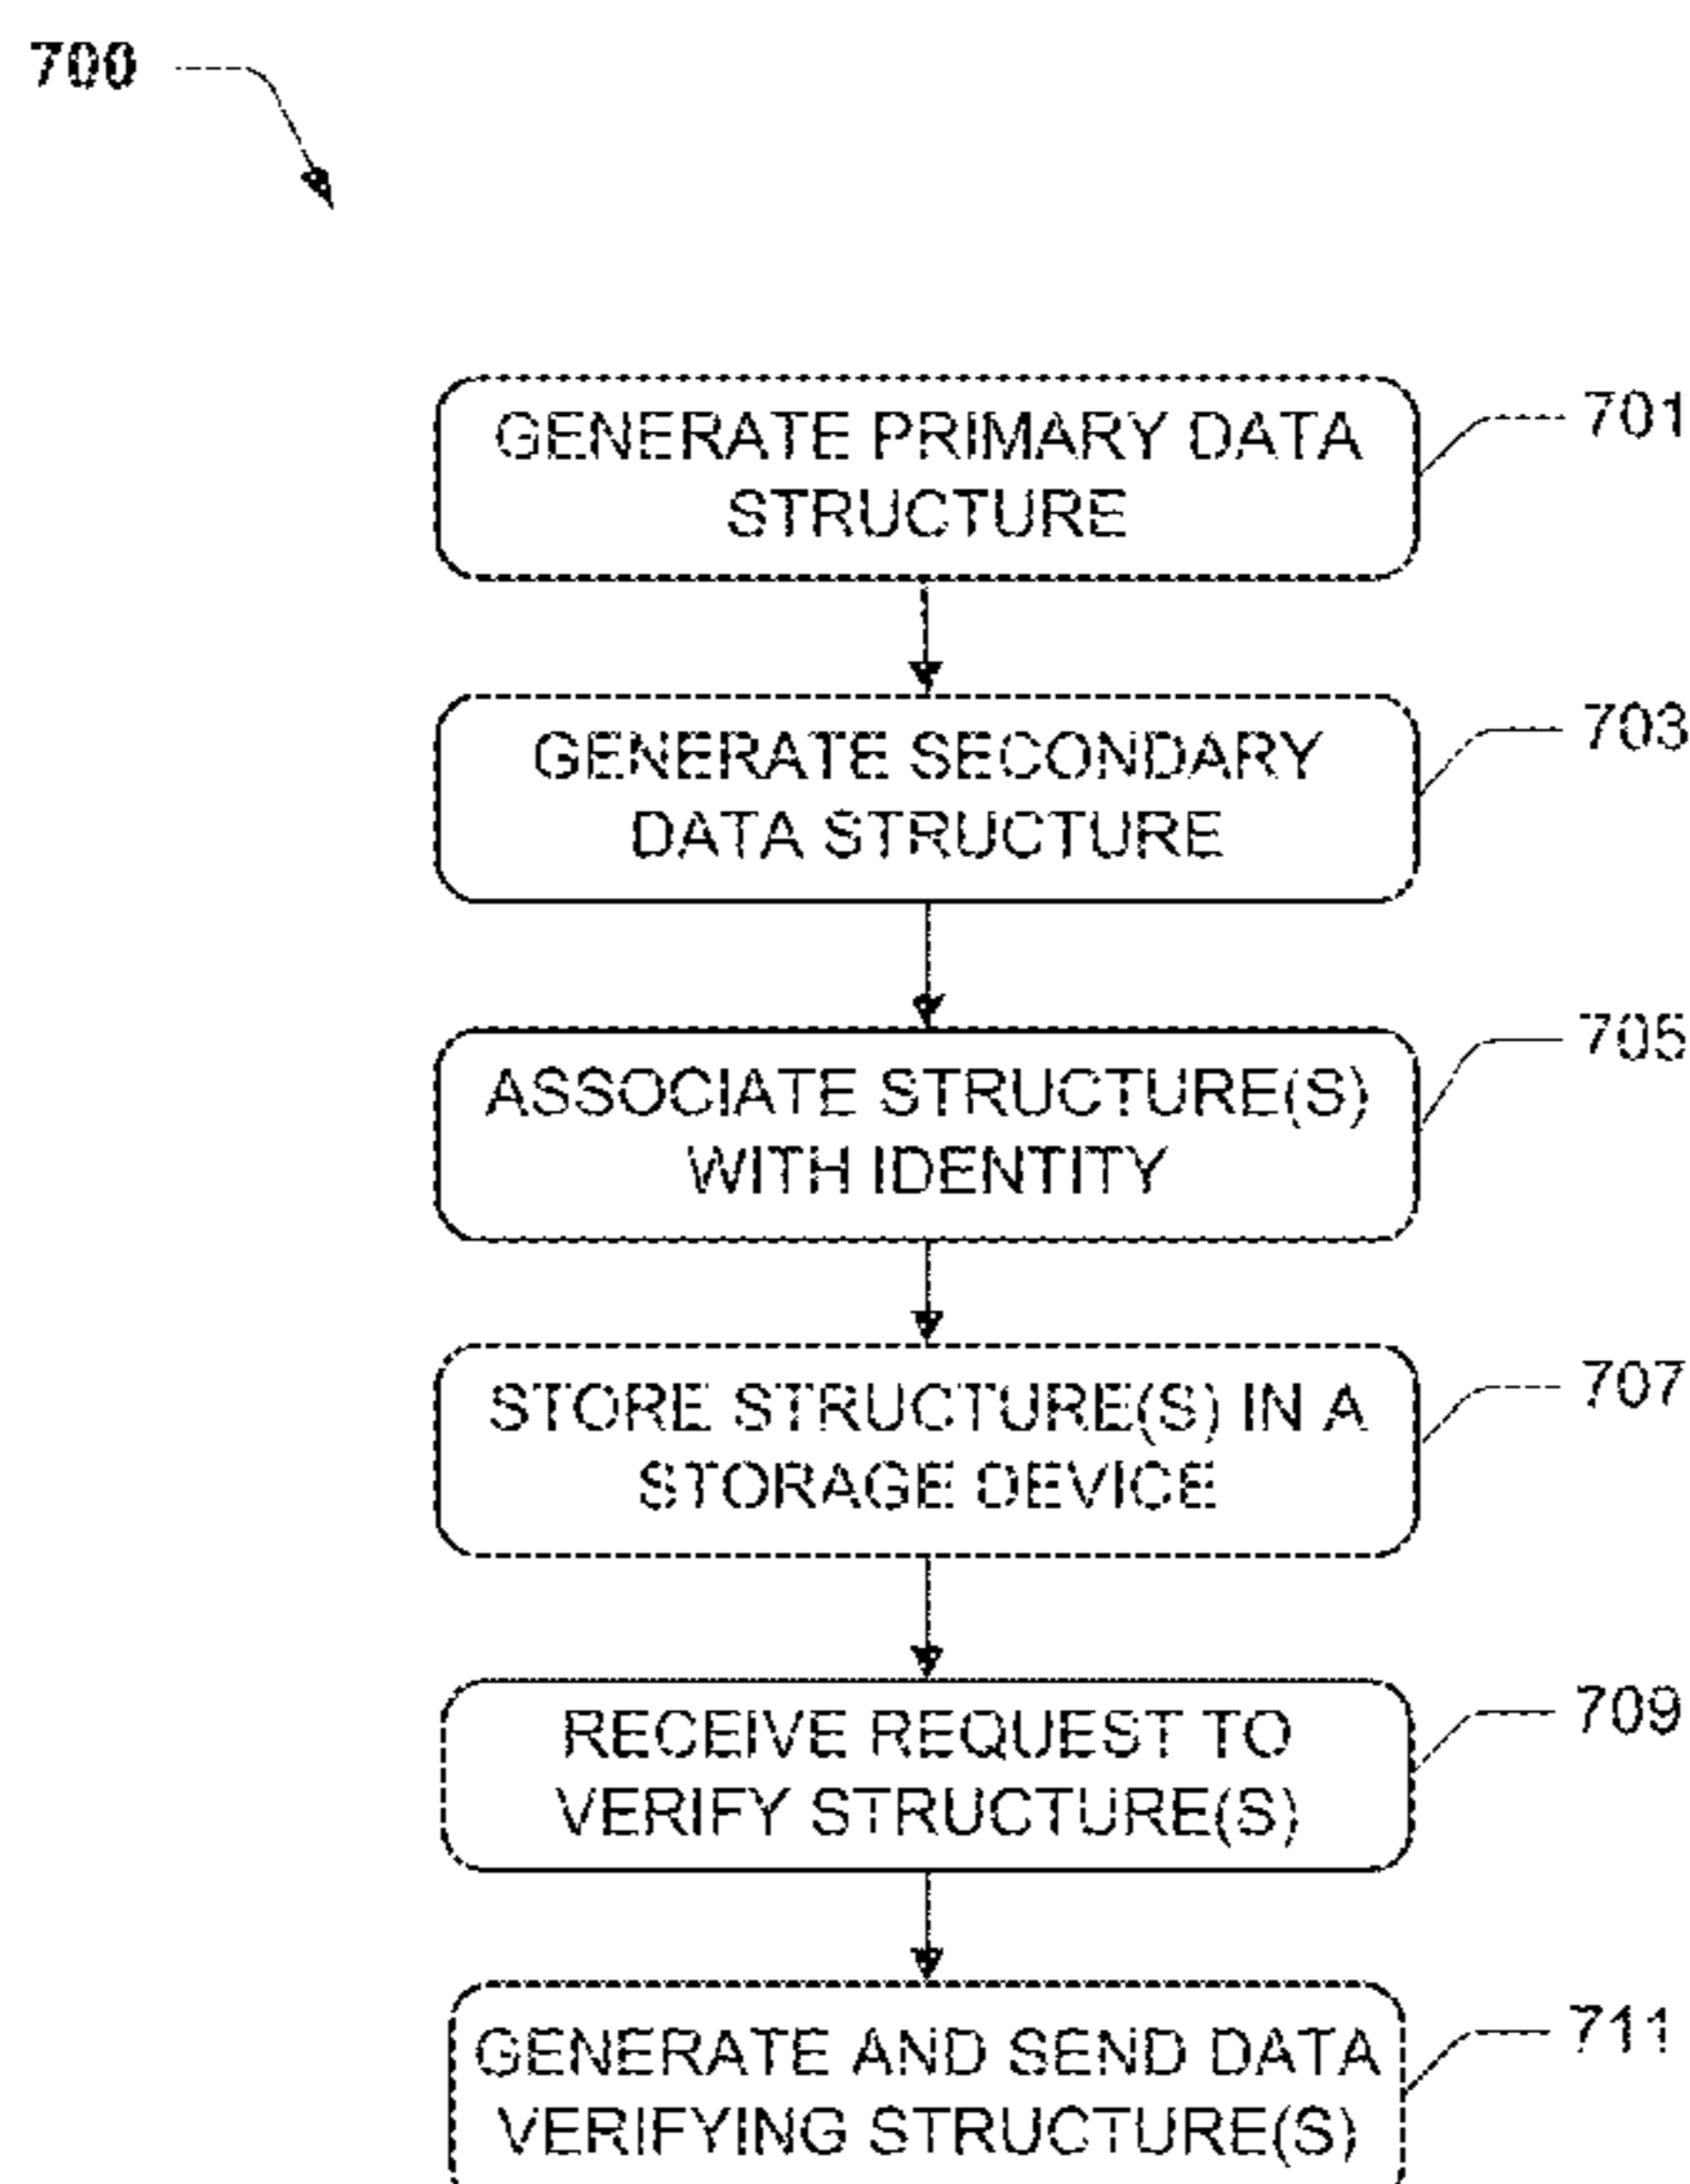 700
GENERATE PRIMARY DATA
STRUCTURE
701
GENERATE SECONDARY
DATA STRUCTURE
703
ASSOCIATE STRUCTURE(S)
WITH IDENTITY
705
STORE STRUCTURE(S) IN A
STORAGE DEVICE
707
RECEIVE REQUEST TO
VERIFY STRUCTURE(S)
709
GENERATE AND SEND DATA
VERIFYING STRUCTURE(S)
711